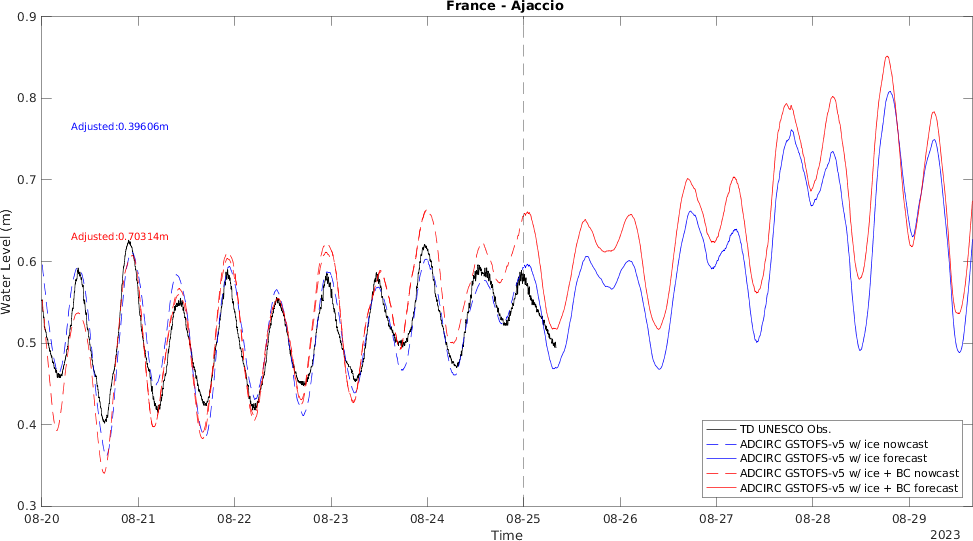 France - Ajaccio
0.9
0.8
0.7
0.6
0.5
0.4
0.3
Water Level (m)
Adjusted:0.39606m
Adjusted:0.70314m
TD UNESCO Obs.
ADCIRC GSTOFS-v5 w/ ice nowcast
ADCIRC GSTOFS-v5 w/ ice forecast
ADCIRC GSTOFS-v5 w/ ice + BC nowcast
ADCIRC GSTOFS-v5 w/ ice + BC forecast
08-20 08-21 08-22 08-23 08-24 08-25 08-26 08-27 08-28 08-29
Time
2023